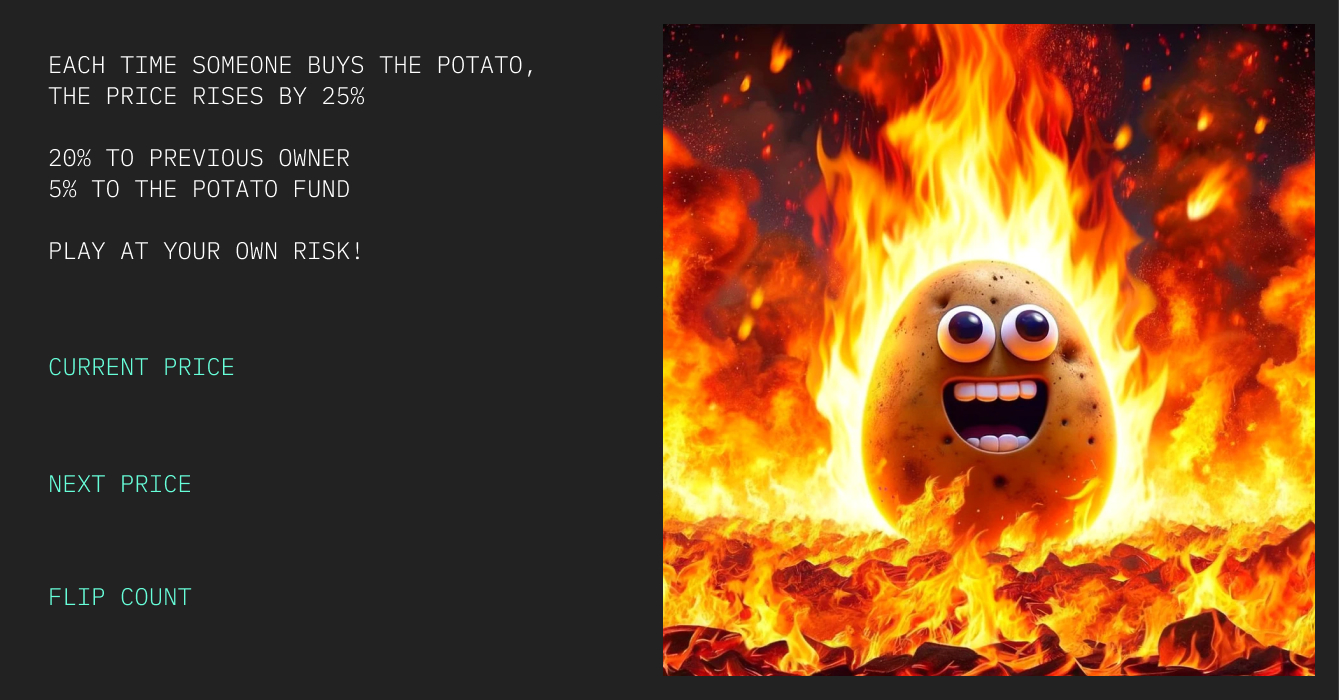 EACH TIME SOMEONE BUYS THE POTATO,
THE PRICE RISES BY 25%
20% TO PREVIOUS OWNER
5% TO THE POTATO FUND
PLAY AT YOUR OWN RISK!
CURRENT PRICE
NEXT PRICE
FLIP COUNT